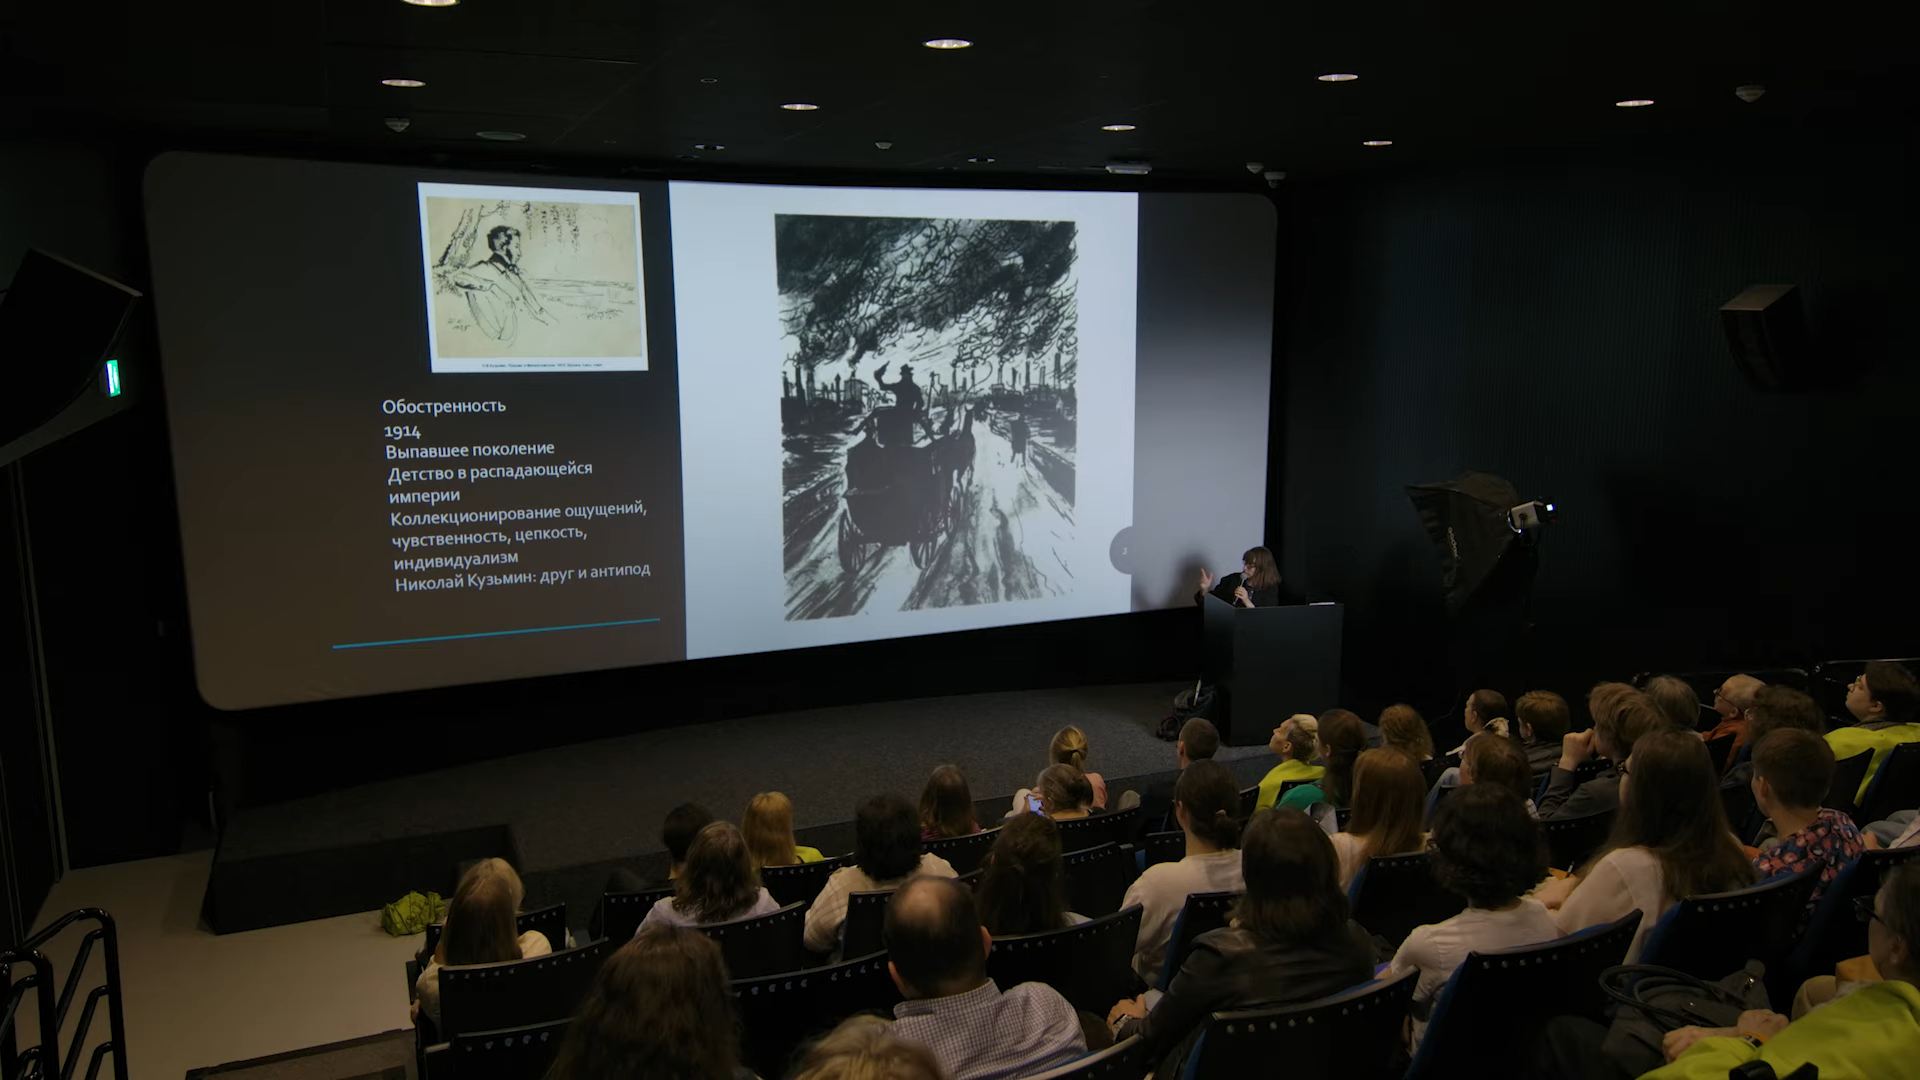 Обостренность
1914
Выпавшее поколение
Детство в распадающейся
империи
Коллекционирование ощущений,
чувственность, цепкость,
индивидуализм
Николай Кузьмин: друг и антипод